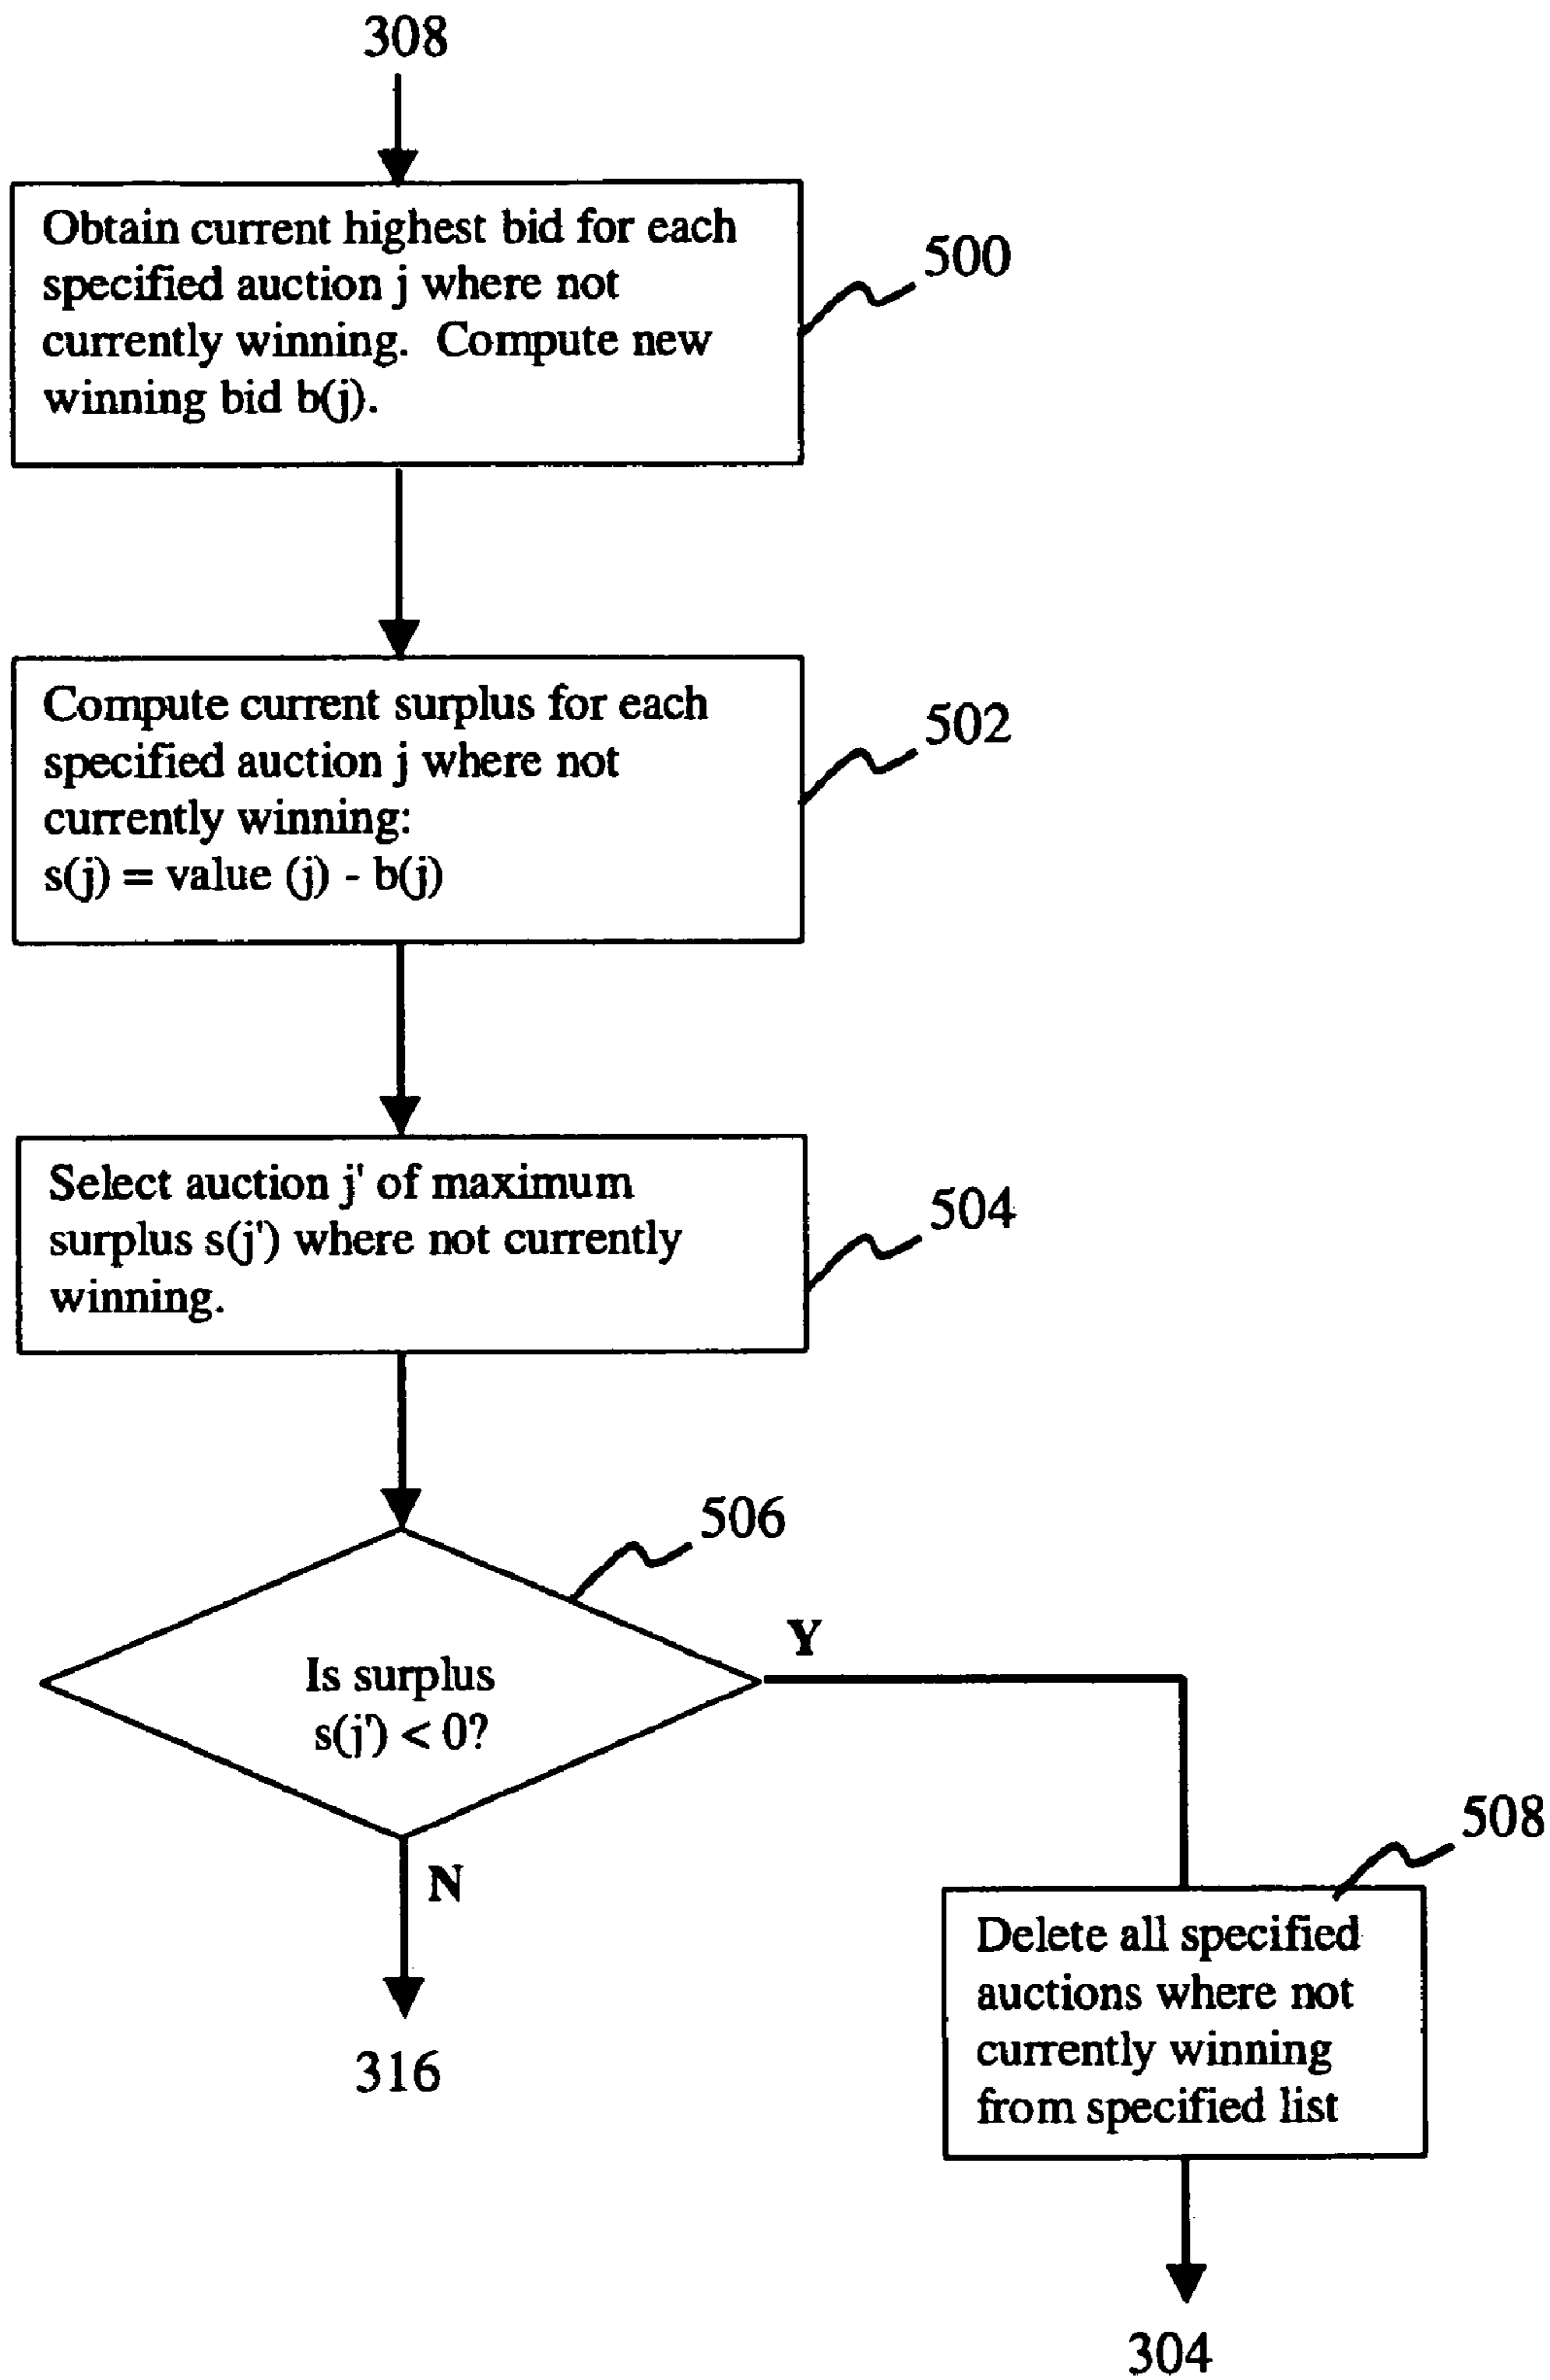 308
Obtain current highest bid for each
specified auction j where not
currently winning.  Compute new
winning bid b(j).
500
Compute current surplus for each
specified auction j where not
currently winning:
s(j) = value (j) - b(j)
502
Select auction j' of maximum
surplus s(j') where not currently
winning.
504
506
Is surplus
s(j') < 0?
Y
N
316
508
Delete all specified
auctions where not
currently winning
from specified list
304